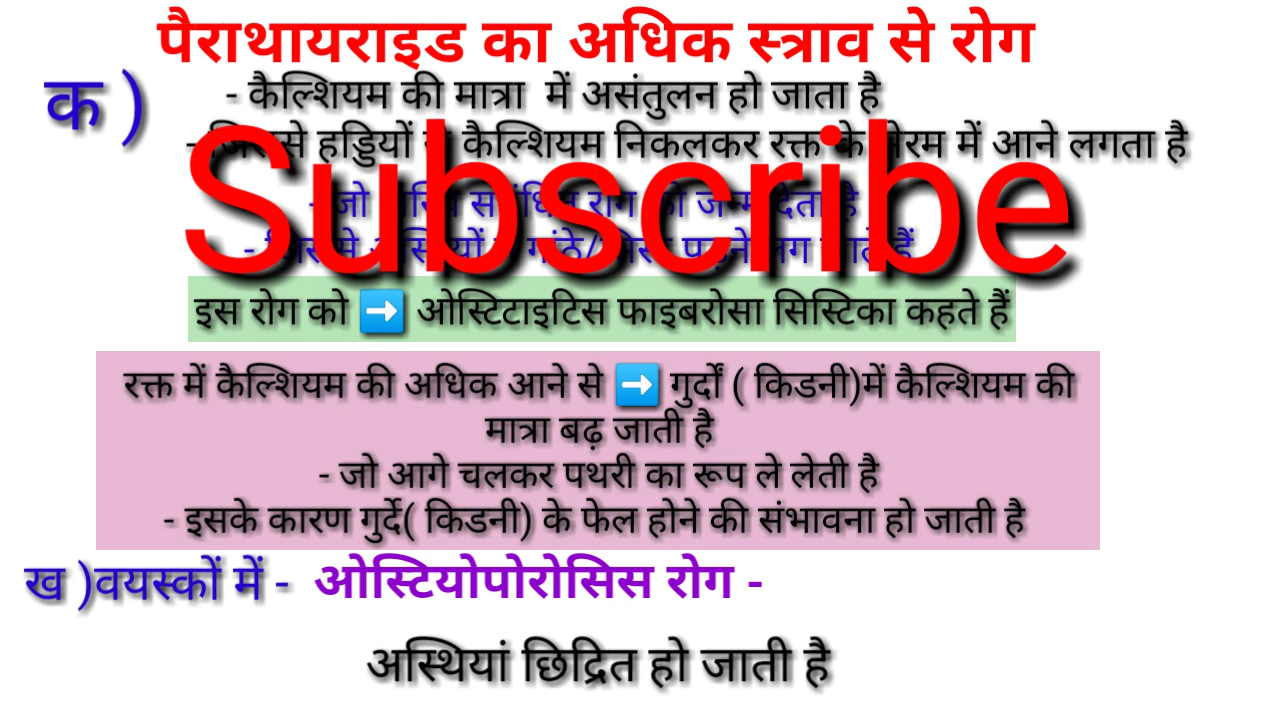 पैराथायराइड का अधिक स्त्राव से रोग
क )
- कैल्शियम की मात्रा में असंतुलन हो जाता है
हड्डियों कैल्शियम निकलकर रक्त के सेरम में आने लगता है
Subscribe
- जो रोग को जन्म देता है
इस रोग को ➡️ ओस्टिटाइटिस फाइबरोसा सिस्टिका कहते हैं
रक्त में कैल्शियम की अधिक आने से ➡️ गुर्दों ( किडनी)में कैल्शियम की
मात्रा बढ़ जाती है
- जो आगे चलकर पथरी का रूप ले लेती है
- इसके कारण गुर्दे( किडनी) के फेल होने की संभावना हो जाती है
ख )वयस्कों में - ओस्टियोपोरोसिस रोग -
अस्थियां छिद्रित हो जाती है